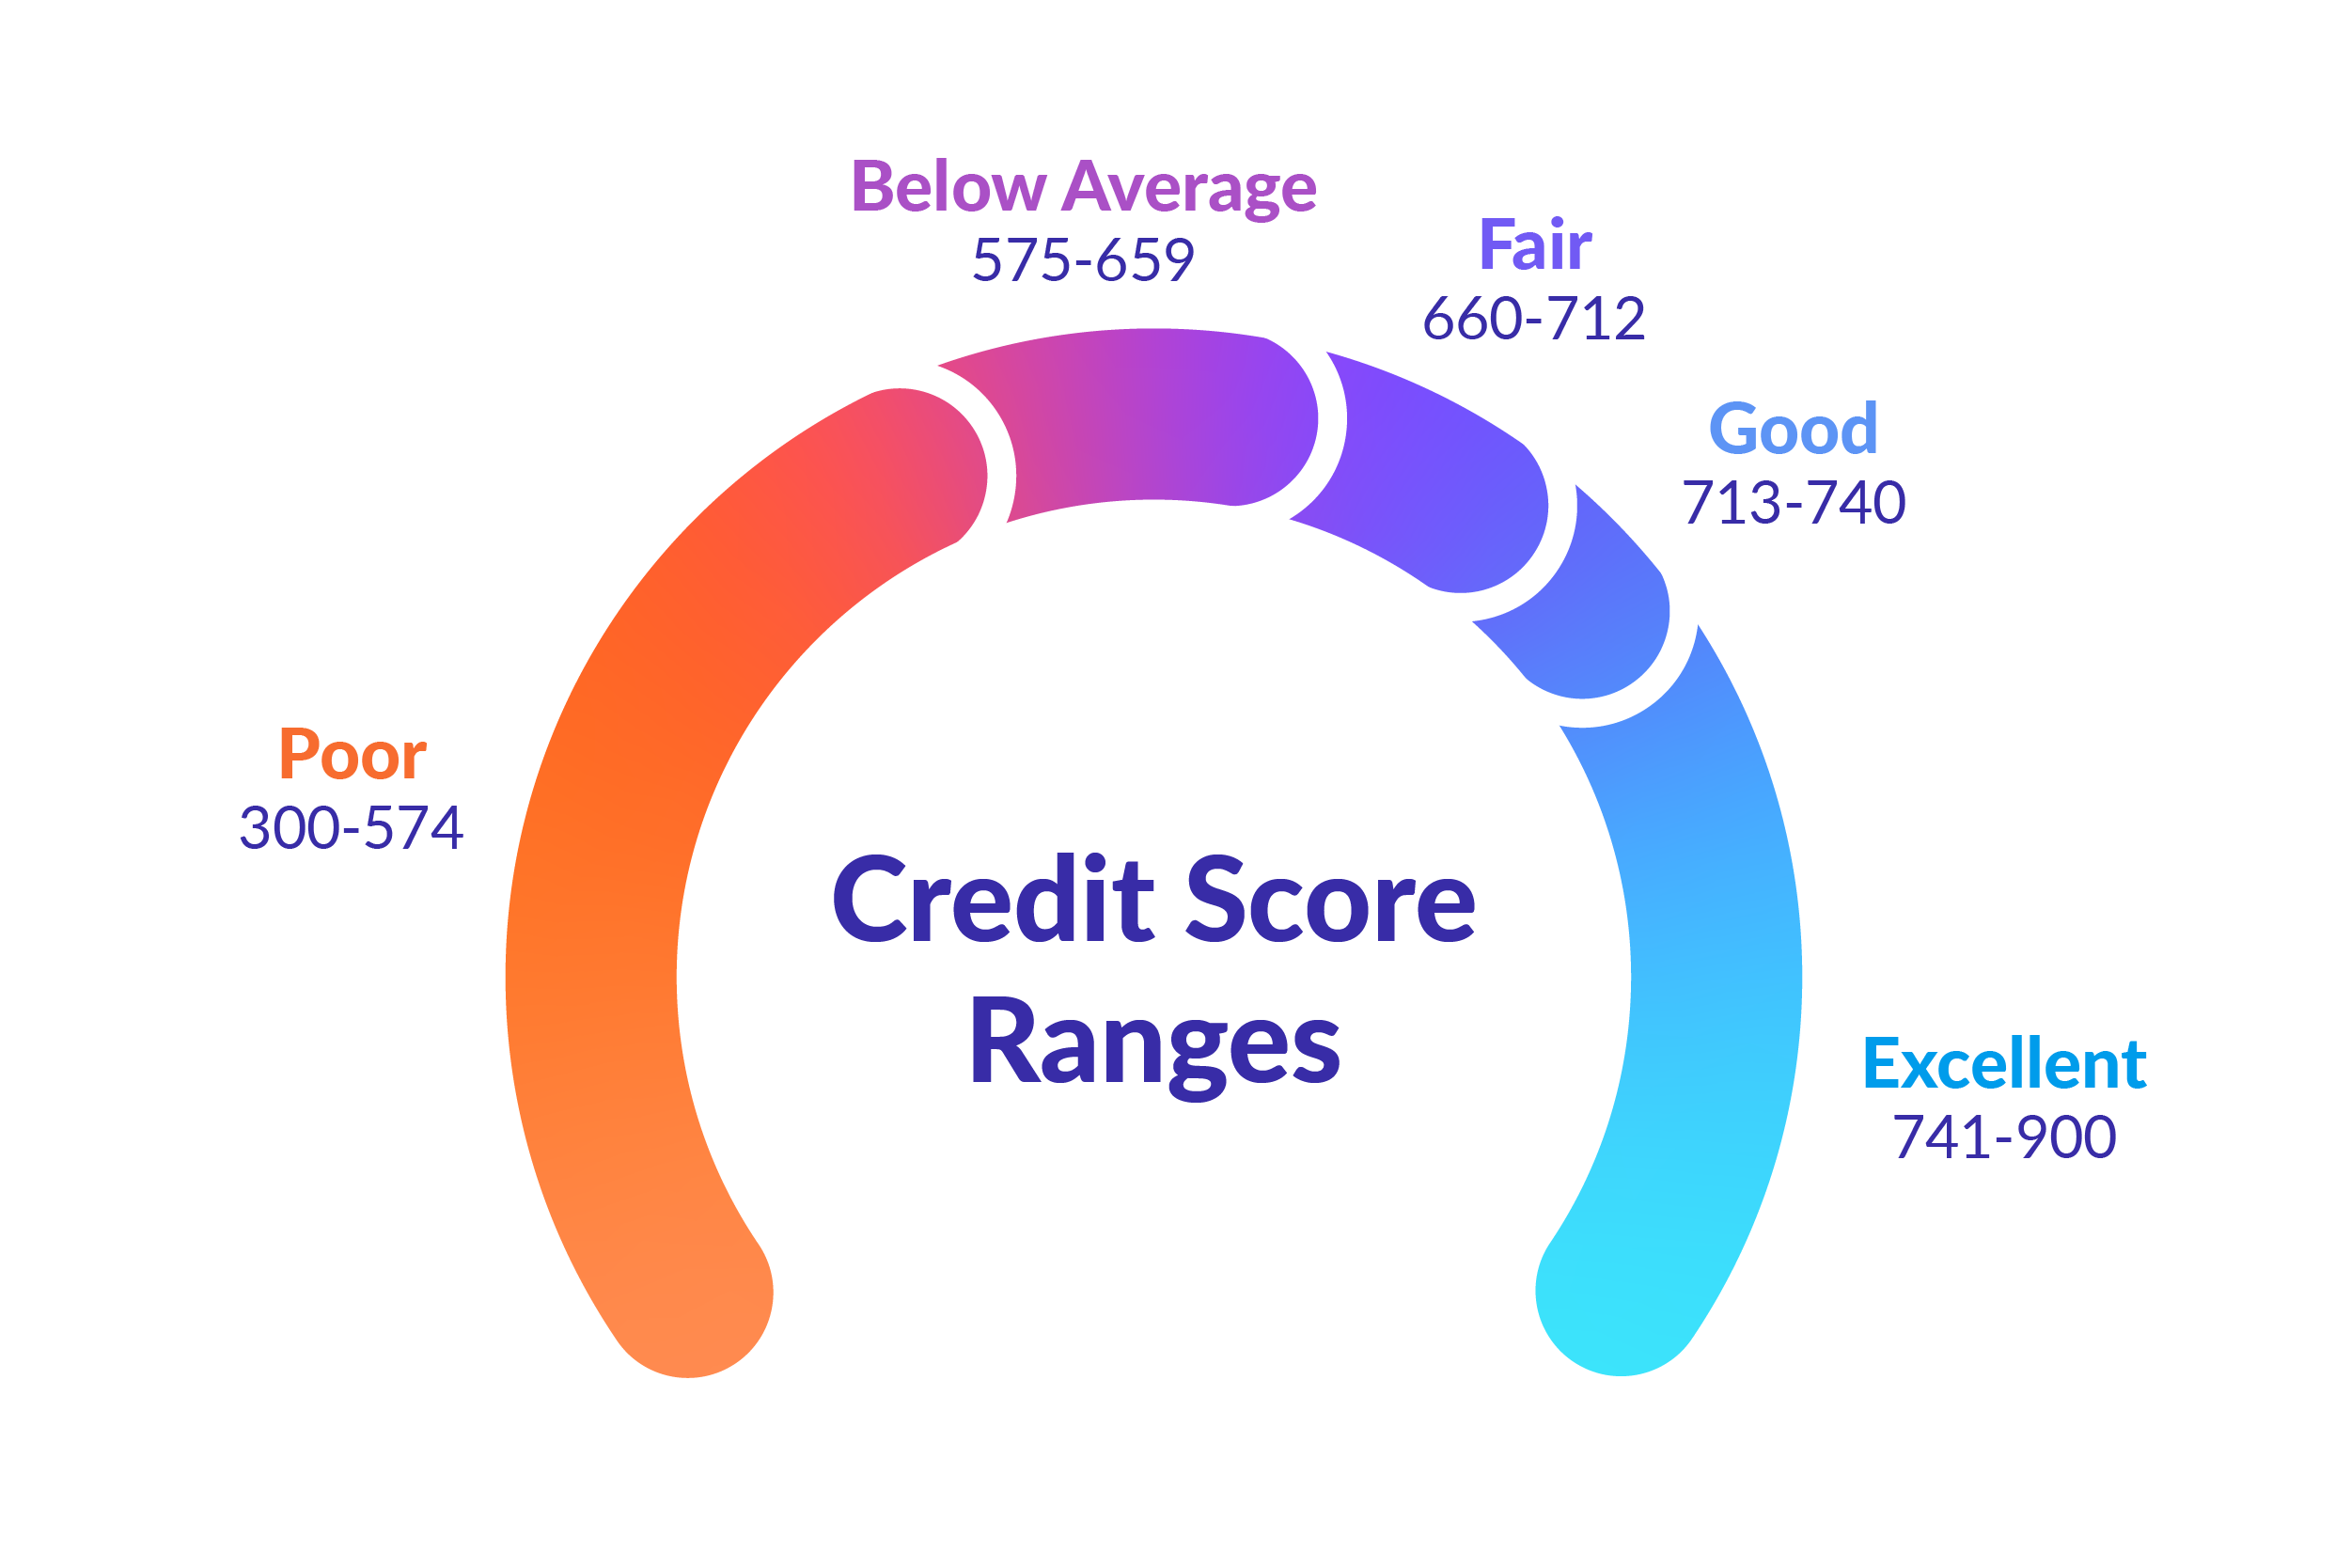 Below Average
575-659
Fair
660-712
Good
713-740
Poor
300-574
Credit Score
Ranges
Excellent
741-900